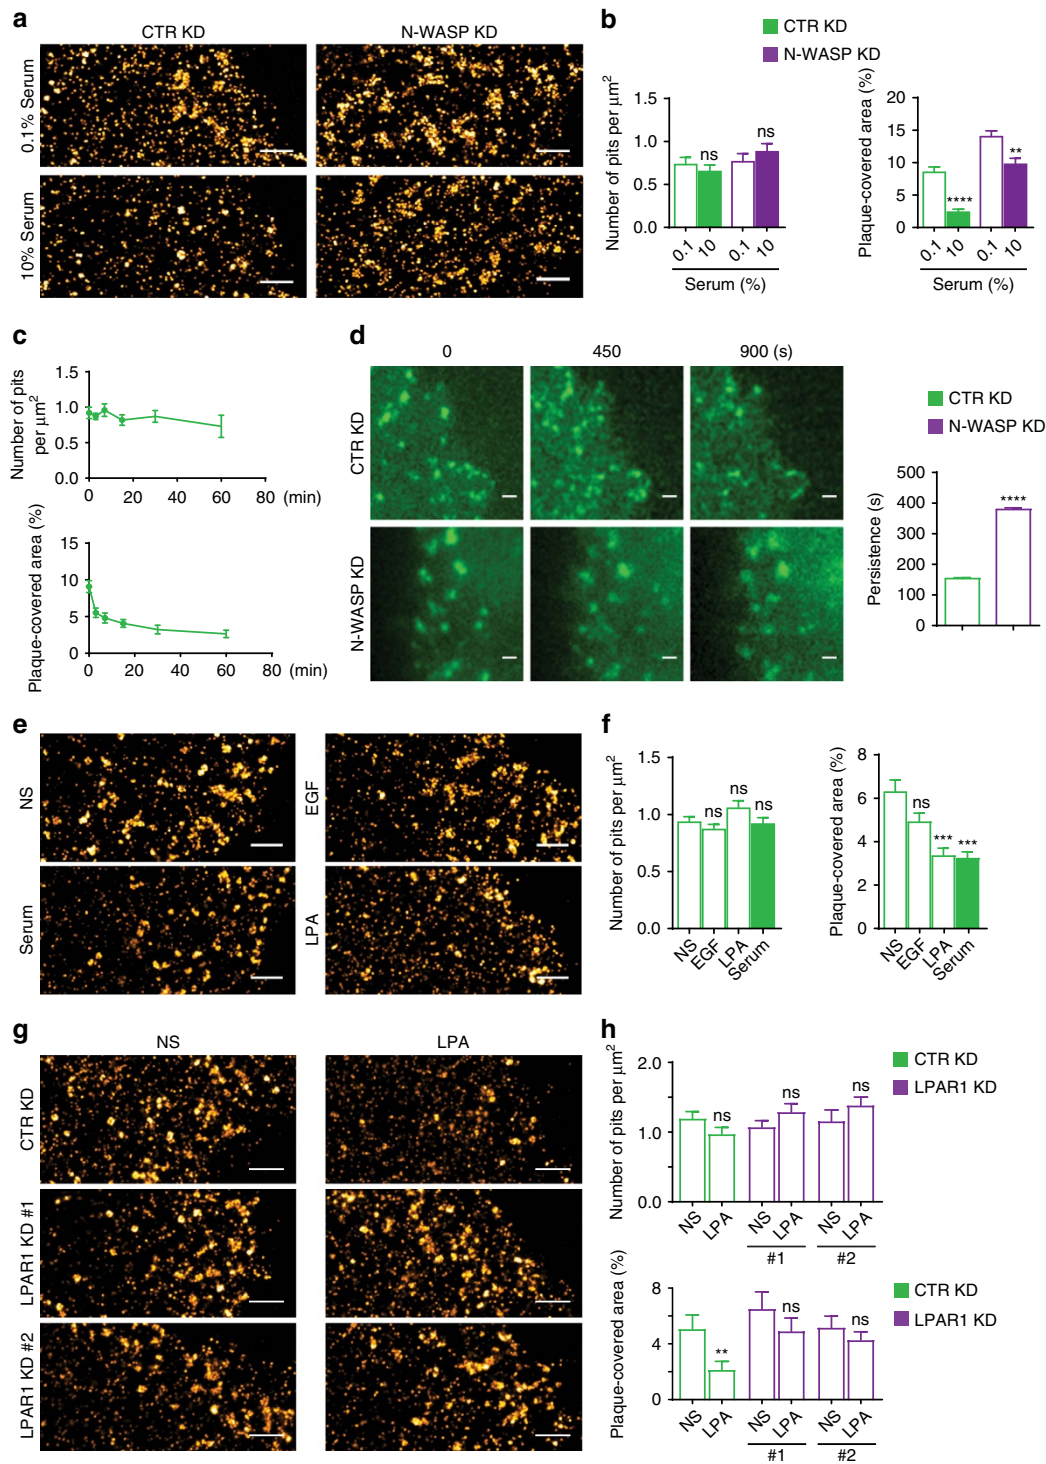 a
CTR KD
N-WASP KD
0.1% Serum
10% Serum
b
CTR KD
N-WASP KD
Number of pits per μm²
1.5
1.0
0.5
0
ns
ns
0.1
10
0.1
10
Serum (%)
Plaque-covered area (%)
20
15
10
5
0
****
**
0.1
10
0.1
10
Serum (%)
c
Number of pits
per μm²
1.5
1.0
0.5
0.0
0 20 40 60 80 (min)
Plaque-covered area (%)
15
10
5
0
0 20 40 60 80 (min)
d
0 450 900 (s)
CTR KD
N-WASP KD
CTR KD
N-WASP KD
Persistence (s)
500
400
300
200
100
0
****
e
NS
EGF
Serum
LPA
f
Number of pits per μm²
1.5
1.0
0.5
0.0
ns
ns
ns
NS
EGF
LPA
Serum
Plaque-covered area (%)
8
6
4
2
0
ns
***
***
NS
EGF
LPA
Serum
g
NS
LPA
CTR KD
LPAR1 KD #1
LPAR1 KD #2
h
CTR KD
LPAR1 KD
Number of pits per μm²
2.0
1.0
0.0
ns
ns
ns
NS
LPA
NS
LPA
NS
LPA
#1
#2
CTR KD
LPAR1 KD
Plaque-covered area (%)
8
4
0
**
ns
ns
NS
LPA
NS
LPA
NS
LPA
#1
#2